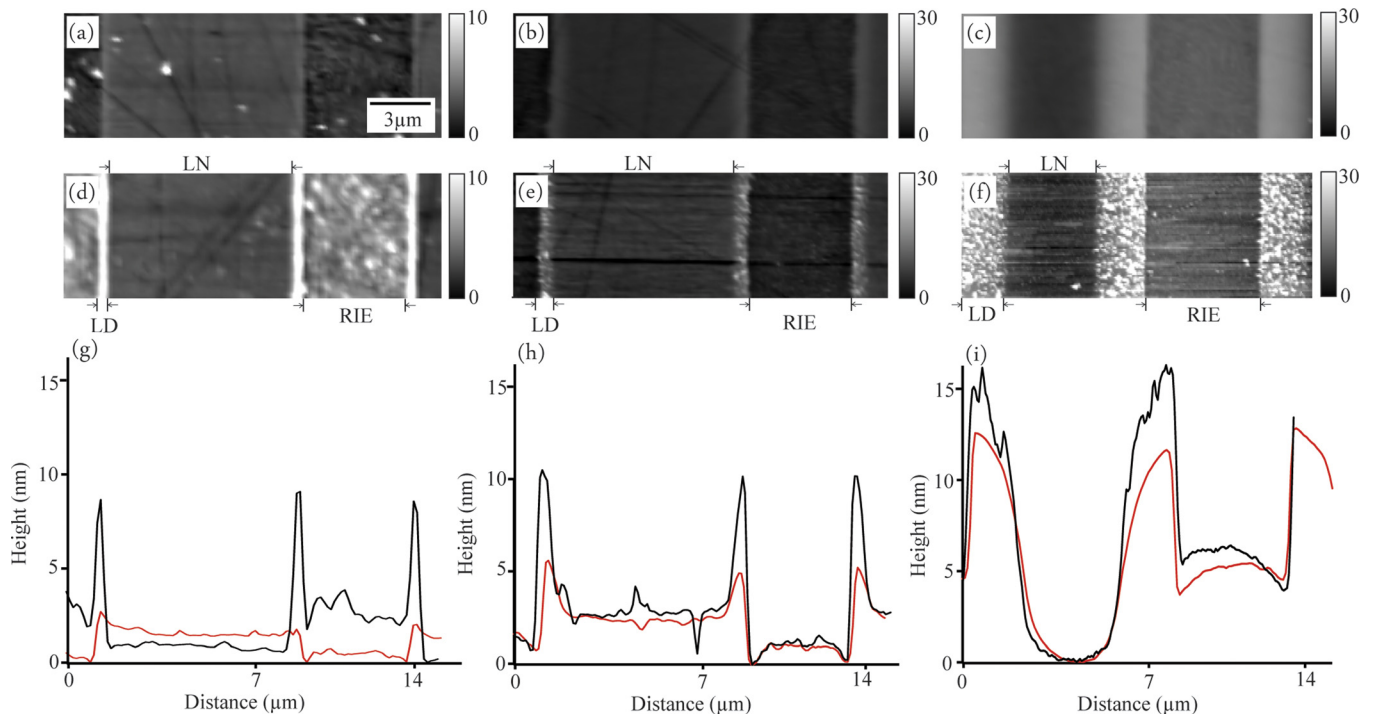 (a)
10
0
3µm
(b)
30
0
(c)
30
0
LN
LN
LN
(d)
10
0
(e)
30
0
(f)
30
0
LD
RIE
LD
RIE
LD
RIE
(g)
15
10
5
0
Height (nm)
0
7
14
Distance (µm)
(h)
15
10
5
0
Height (nm)
0
7
14
Distance (µm)
(i)
15
10
5
0
Height (nm)
0
7
14
Distance (µm)